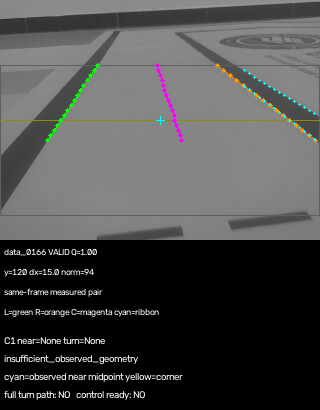 data_0166 VALID Q=1.00
y=120 dx=15.0 norm=94
same-frame measured pair
L=green R=orange C=magenta cyan=ribbon
C1 near=None turn=None
insufficient_observed_geometry
cyan=observed near midpoint yellow=corner
full turn path: NO control ready: NO